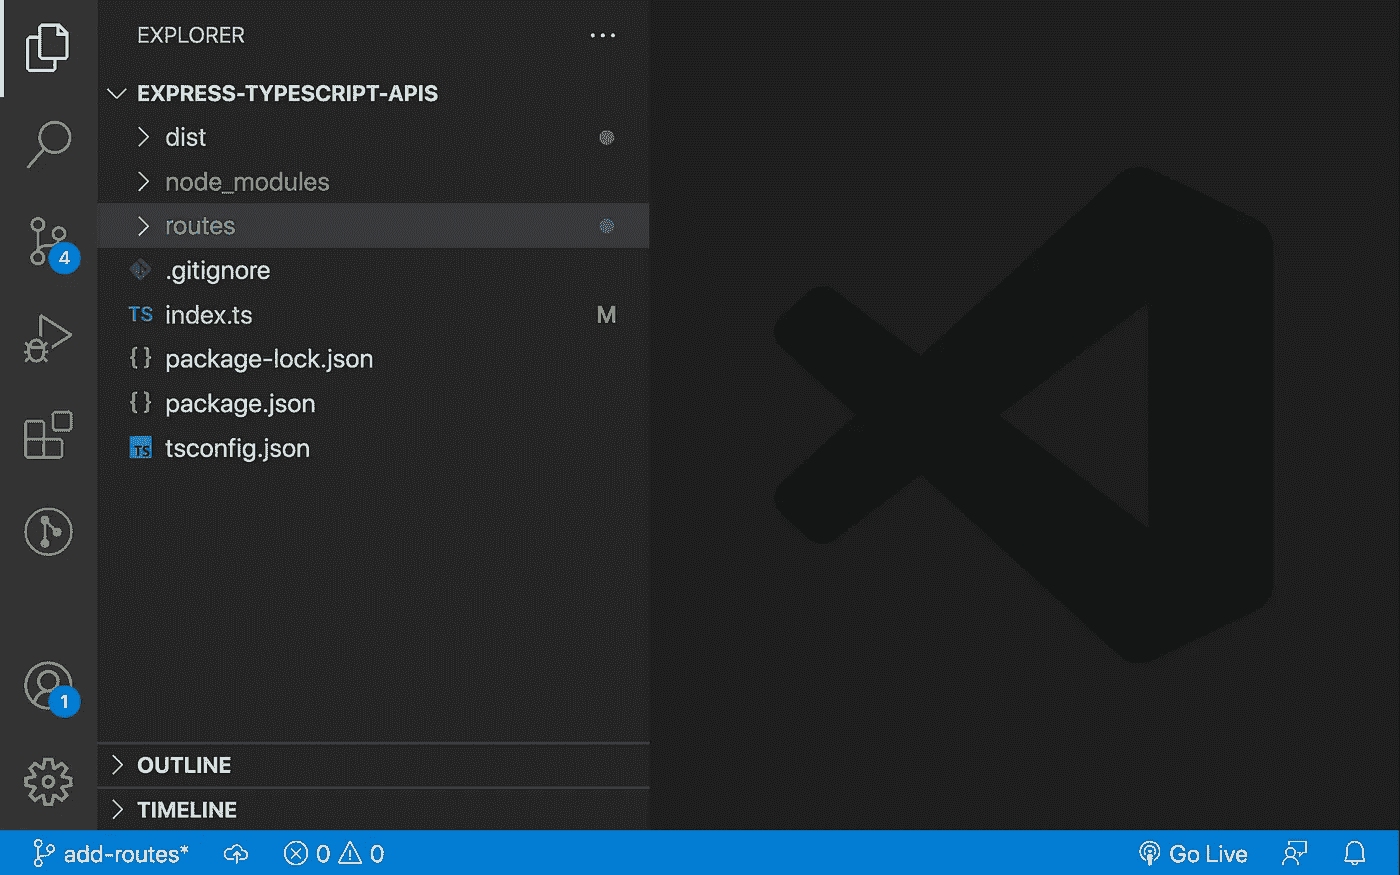 EXPLORER
EXPRESS-TYPESCRIPT-APIS
dist
node_modules
routes
4
.gitignore
TS index.ts M
{} package-lock.json
{} package.json
TS tsconfig.json
1
OUTLINE
TIMELINE
add-routes* 0 0 Go Live